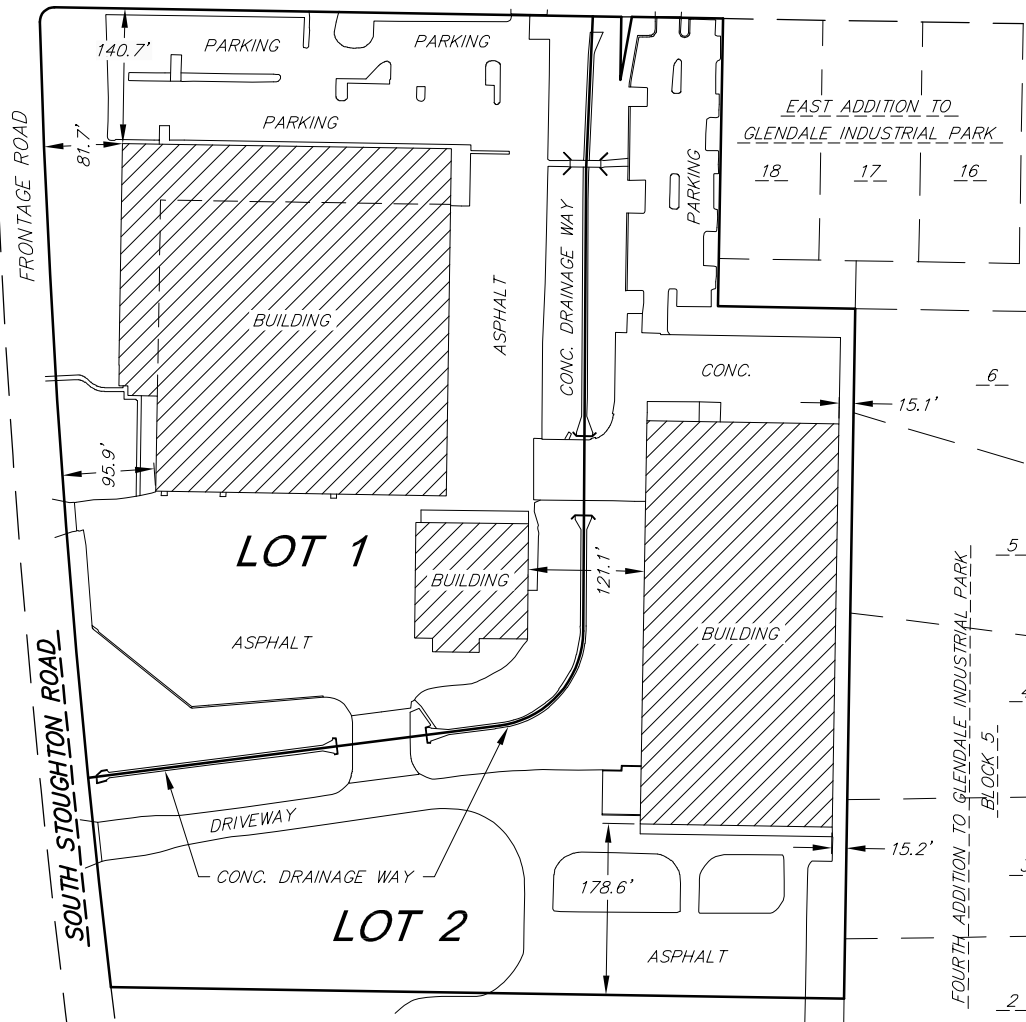 140.7'
PARKING
PARKING
PARKING
81.7'
FRONTAGE ROAD
EAST ADDITION TO
GLENDALE INDUSTRIAL PARK
18
17
16
PARKING
CONC. DRAINAGE WAY
ASPHALT
BUILDING
CONC.
6
15.1'
95.9'
LOT 1
BUILDING
121.1'
ASPHALT
BUILDING
5
FOURTH ADDITION TO GLENDALE INDUSTRIAL PARK
BLOCK 5
4
SOUTH STOUGHTON ROAD
DRIVEWAY
CONC. DRAINAGE WAY
15.2'
178.6'
LOT 2
ASPHALT
2